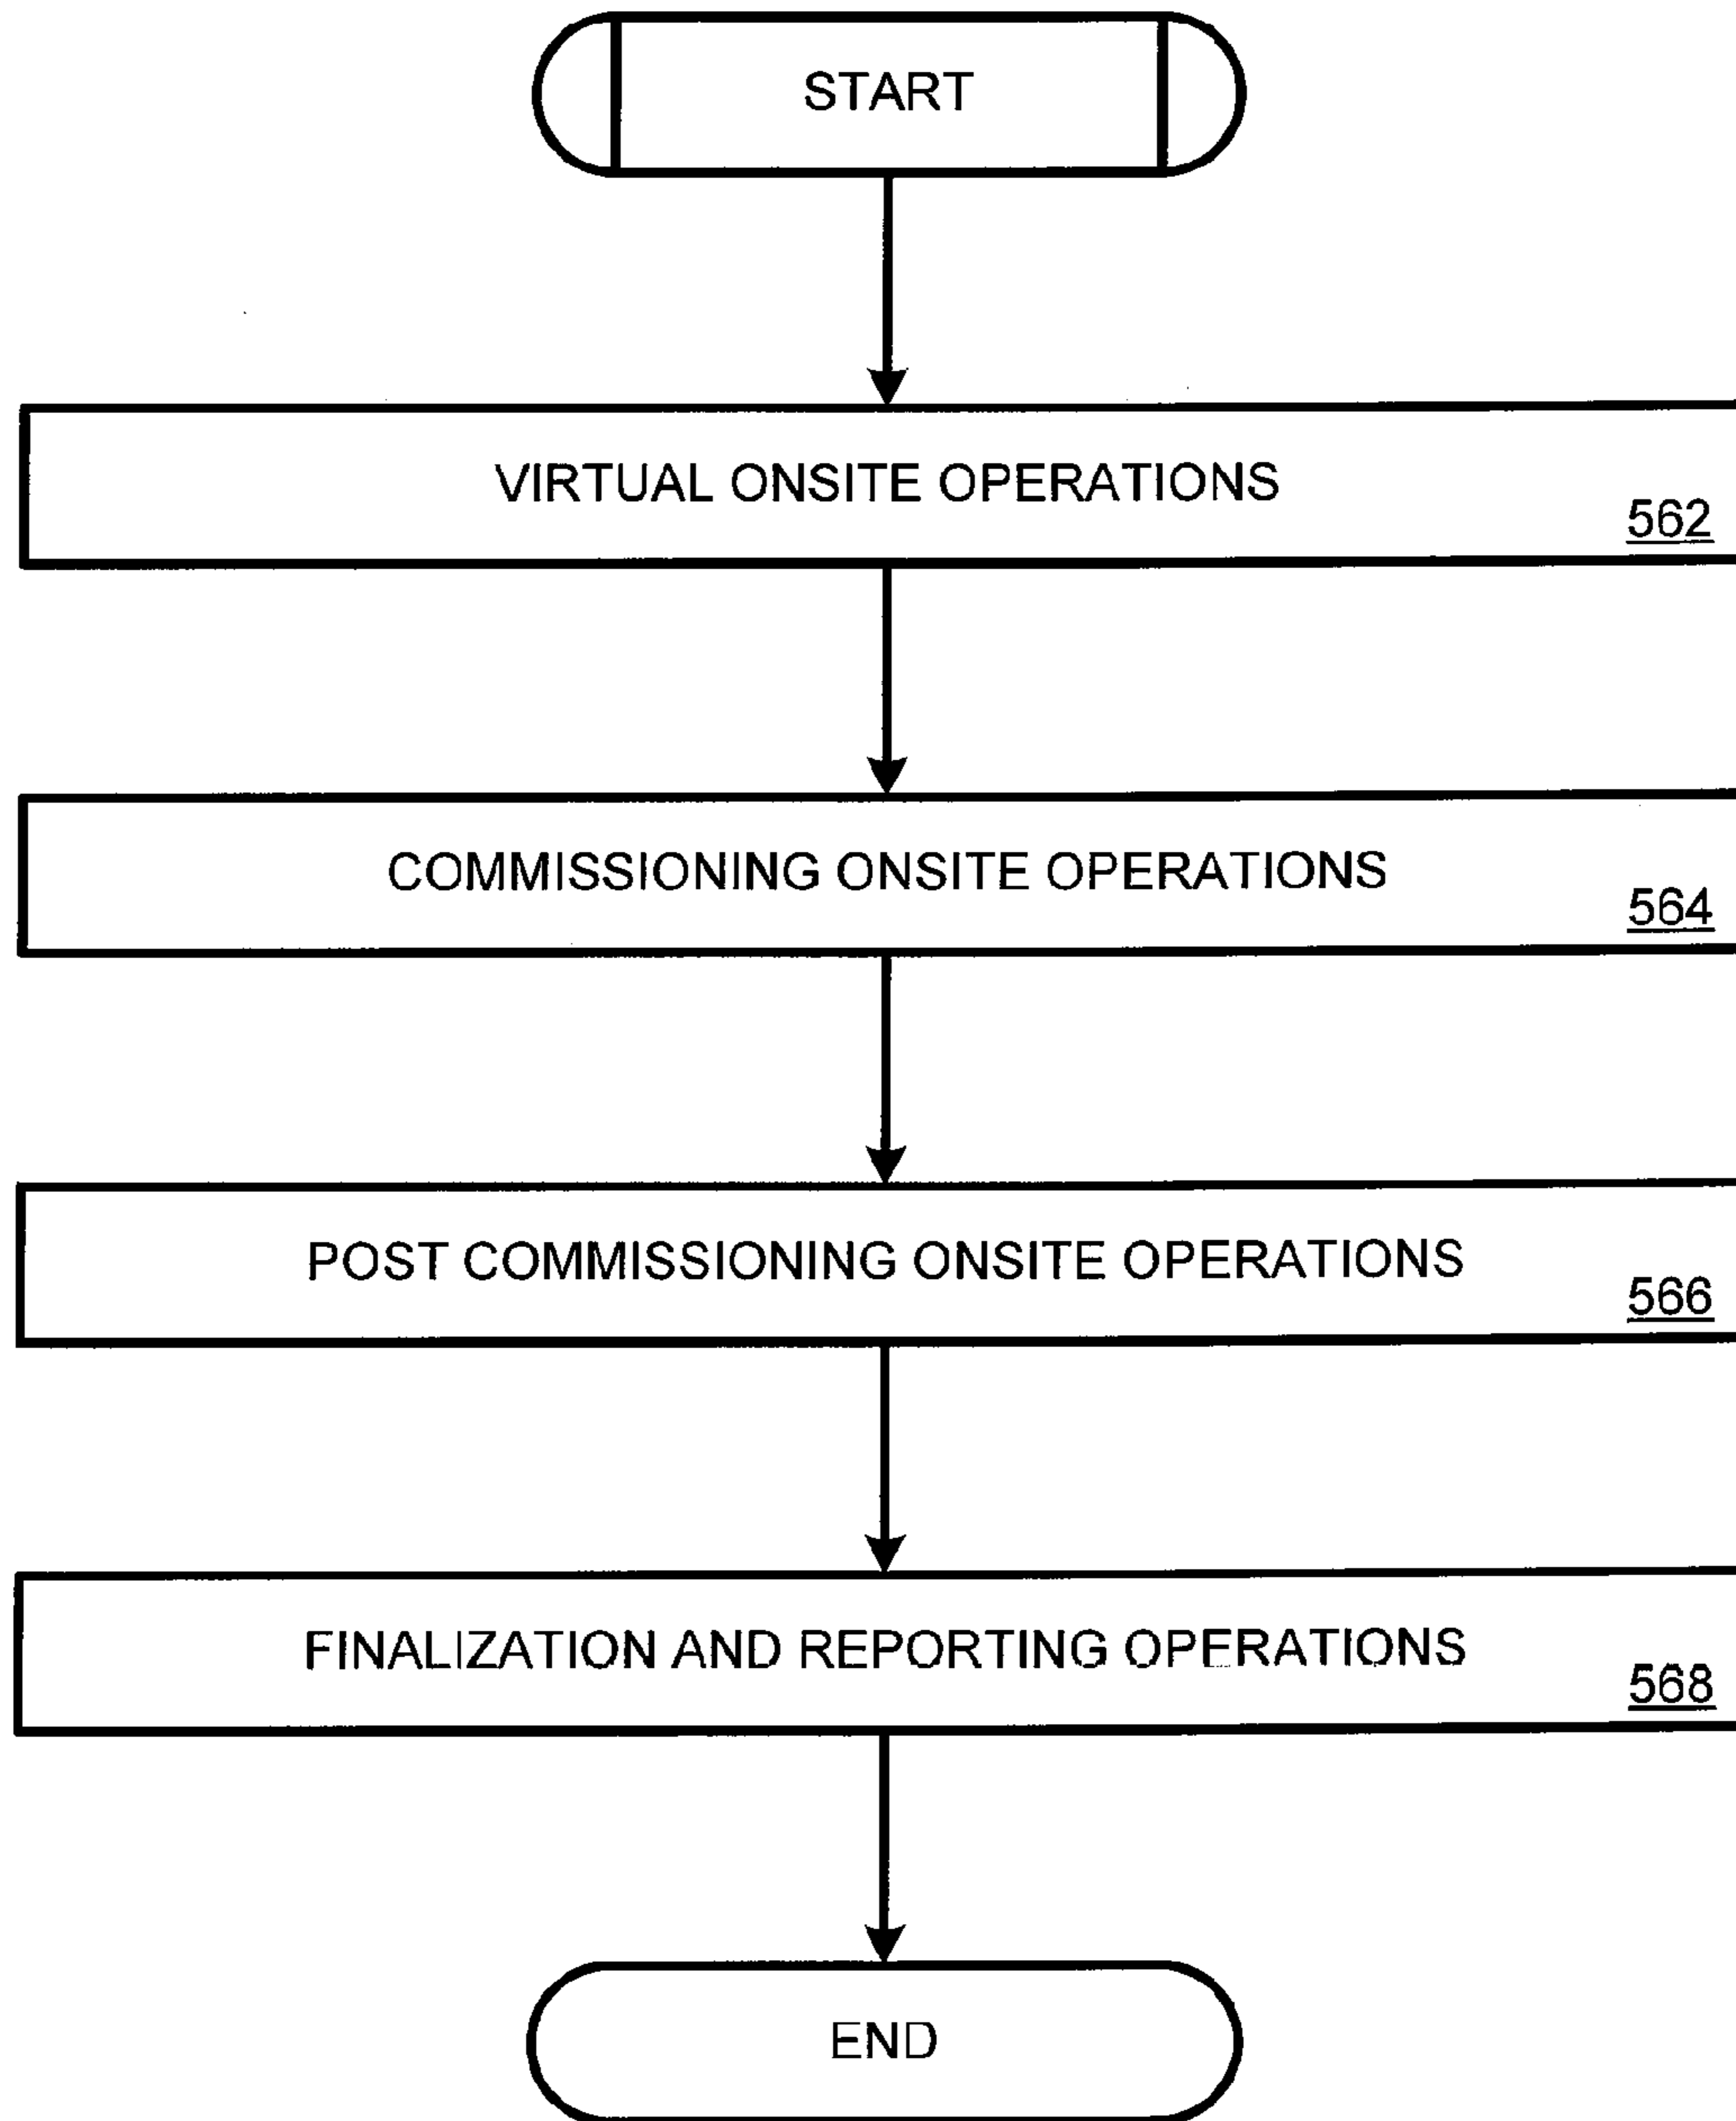 START
VIRTUAL ONSITE OPERATIONS
562
COMMISSIONING ONSITE OPERATIONS
564
POST COMMISSIONING ONSITE OPERATIONS
566
FINALIZATION AND REPORTING OPERATIONS
568
END